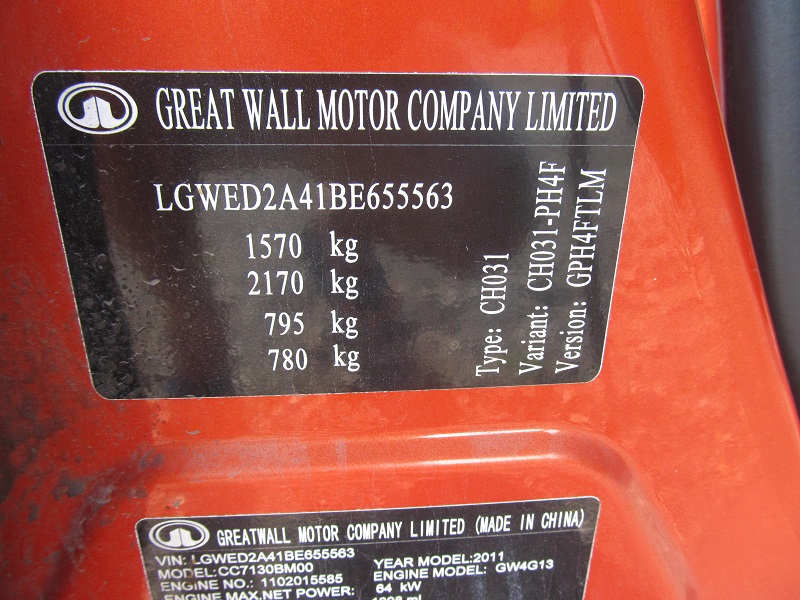 GREAT WALL MOTOR COMPANY LIMITED
LGWED2A41BE655563
1570 kg
2170 kg
795 kg
780 kg
Type: CH031
Variant: CH031-PH4F
Version: GPH4FTLM
GREATWALL MOTOR COMPANY LIMITED (MADE IN CHINA)
VIN: LGWED2A41BE655563
MODEL: CC7130BM00 YEAR MODEL:2011
ENGINE NO.: 1102015585 ENGINE MODEL: GW4G13
ENGINE MAX.NET POWER: 64 kW